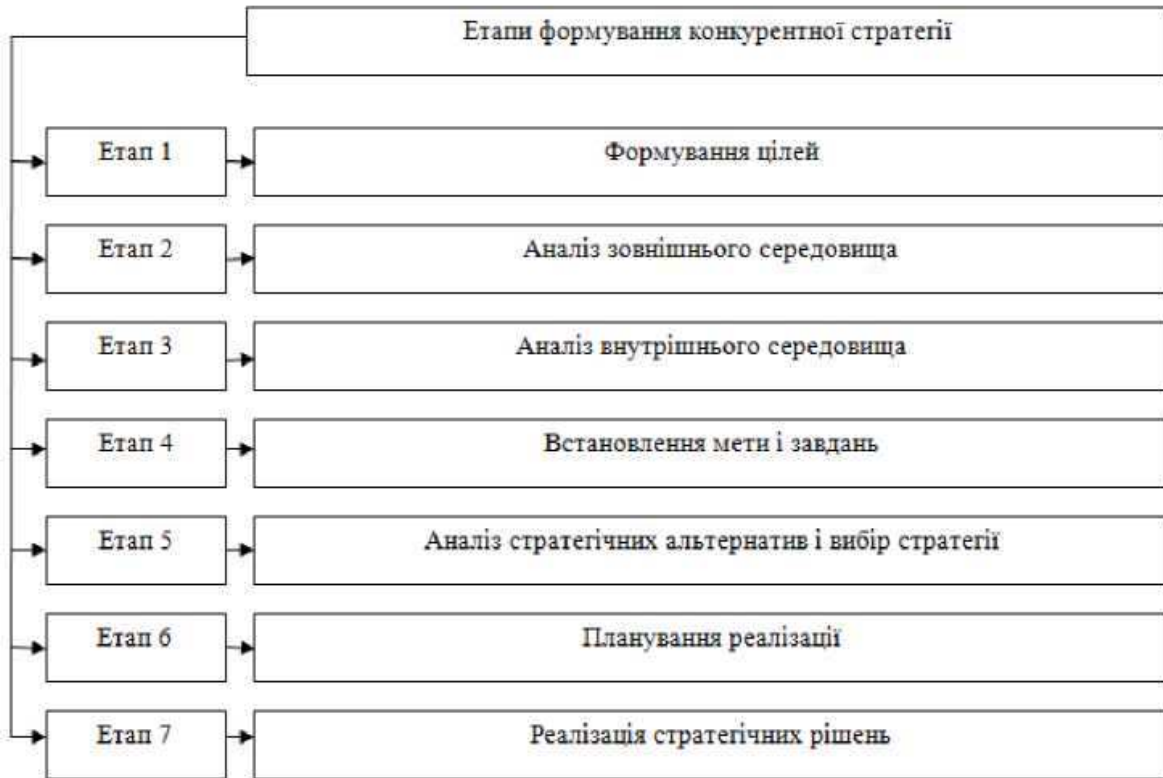 Етапи формування конкурентної стратегії
Етап 1
Формування цілей
Етап 2
Аналіз зовнішнього середовища
Етап 3
Аналіз внутрішнього середовища
Етап 4
Встановлення мети і завдань
Етап 5
Аналіз стратегічних альтернатив і вибір стратегії
Етап 6
Планування реалізації
Етап 7
Реалізація стратегічних рішень